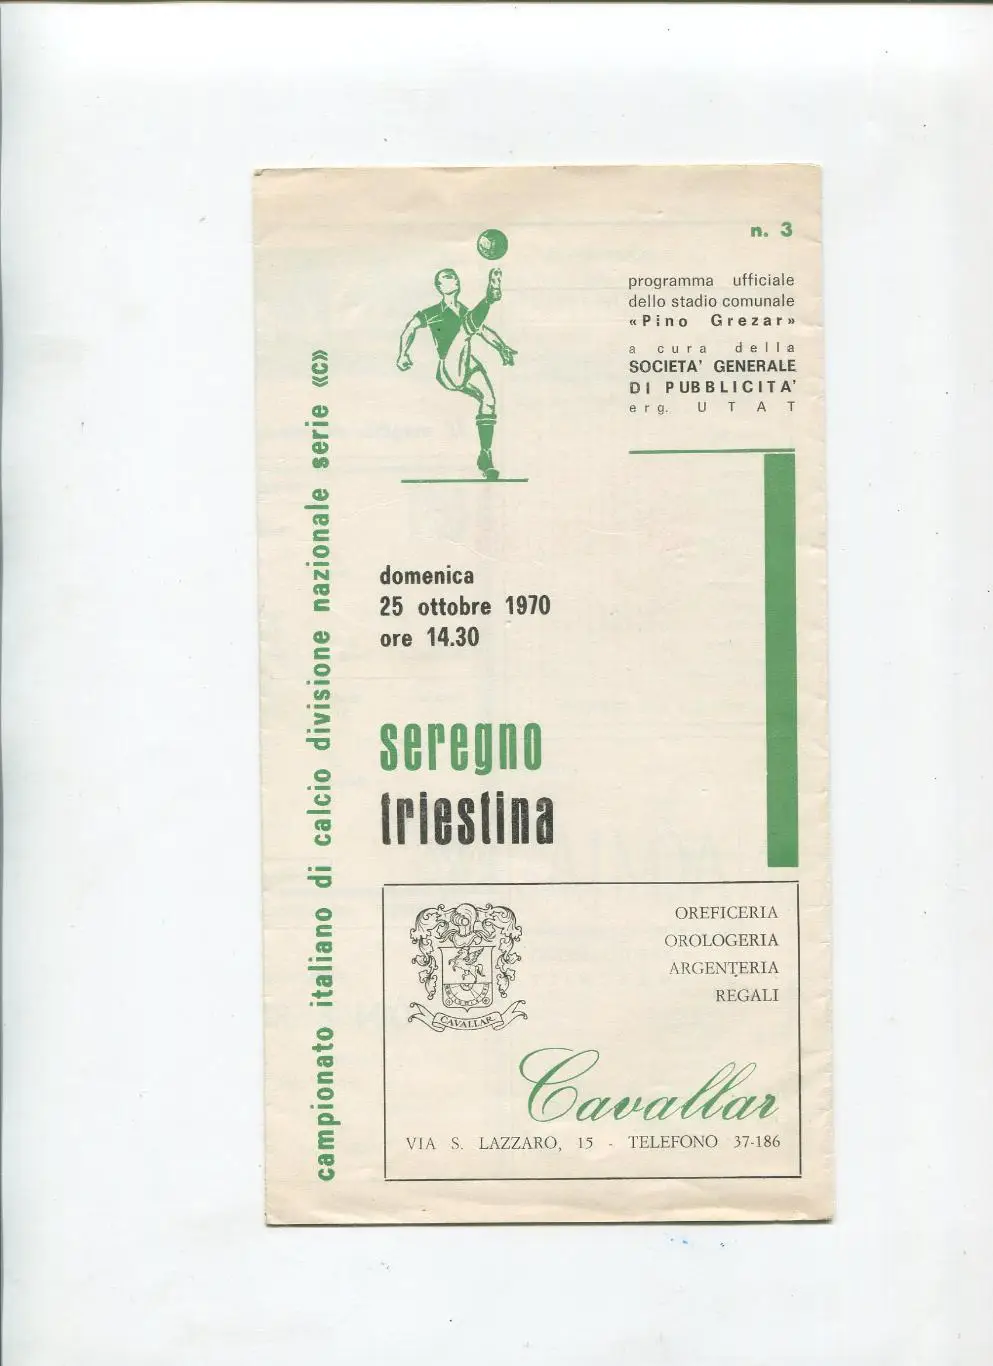 n. 3
programma ufficiale
dello stadio comunale
«Pino Grezar»
a cura della
SOCIETA' GENERALE
DI PUBBLICITA'
erg. UTAT
campionato italiano di calcio divisione nazionale serie «c»
domenica
25 ottobre 1970
ore 14.30
seregno
triestina
OREFICERIA
OROLOGERIA
ARGENTERIA
REGALI
CAVALLAR
Cavallar
VIA S. LAZZARO, 15 - TELEFONO 37-186